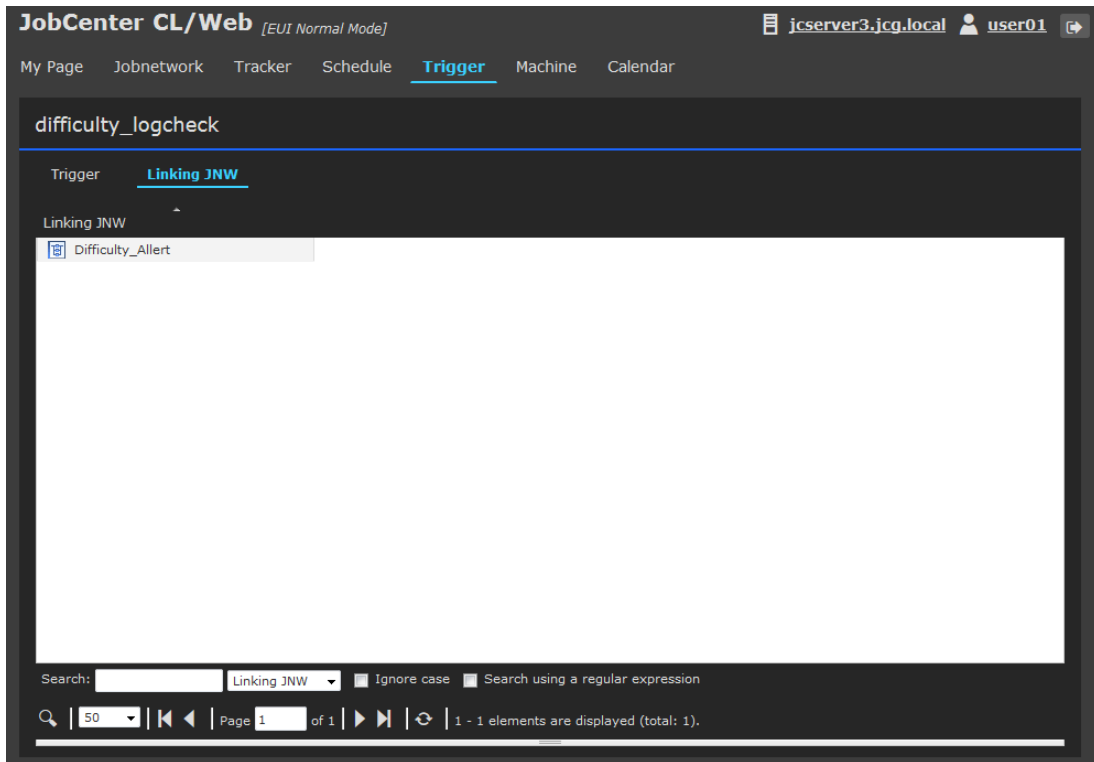 JobCenter CL/Web [EUI Normal Mode] jcserver3.jcg.local user01
My Page Jobnetwork Tracker Schedule Trigger Machine Calendar
difficulty_logcheck
Trigger Linking JNW
Linking JNW
Difficulty_Allert
Search: Linking JNW Ignore case Search using a regular expression
50 Page 1 of 1 1 - 1 elements are displayed (total: 1).